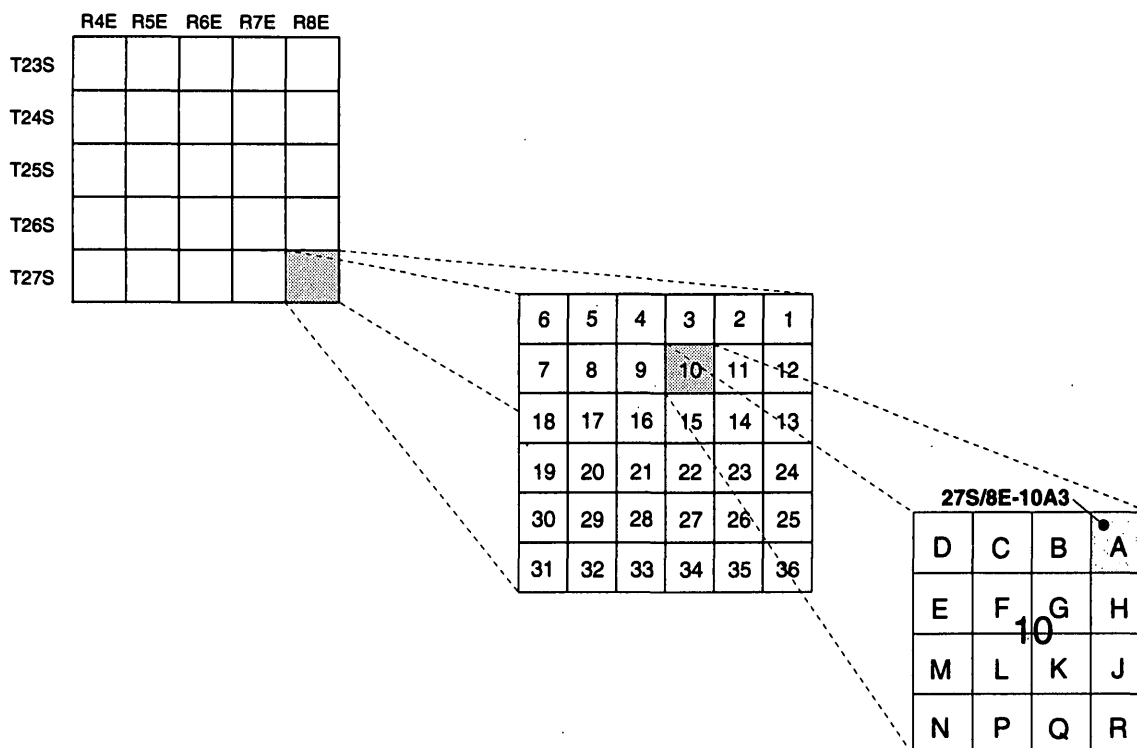 R4E R5E R6E R7E R8E
T23S
T24S
T25S
T26S
T27S
6 5 4 3 2 1
7 8 9 10 11 12
18 17 16 15 14 13
19 20 21 22 23 24
30 29 28 27 26 25
31 32 33 34 35 36
27S/8E-10A3
D C B A
E F G H
10
M L K J
N P Q R